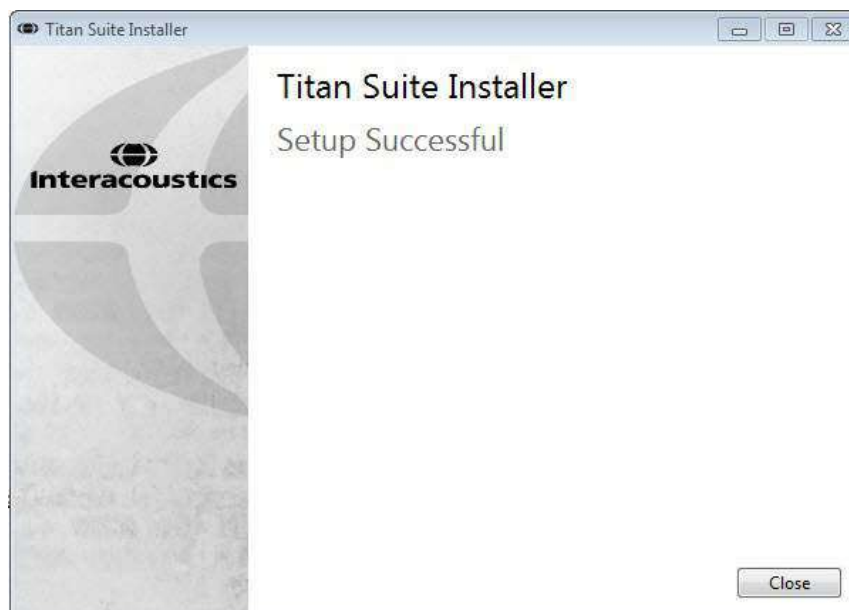 Titan Suite Installer
Titan Suite Installer
Setup Successful
Interacoustics
Close